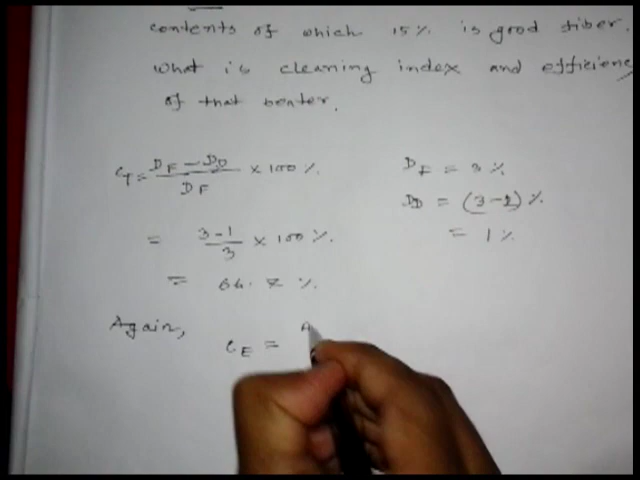 contents of which 15% is good fiber.
What is cleaning index and efficiency
of that beater.
CI = DF - DD / DF × 100%
DF = 3%
DD = (3-2)%
= 3-1 / 3 × 100%.
= 1%
= 66.7 %.
Again,
CE = A